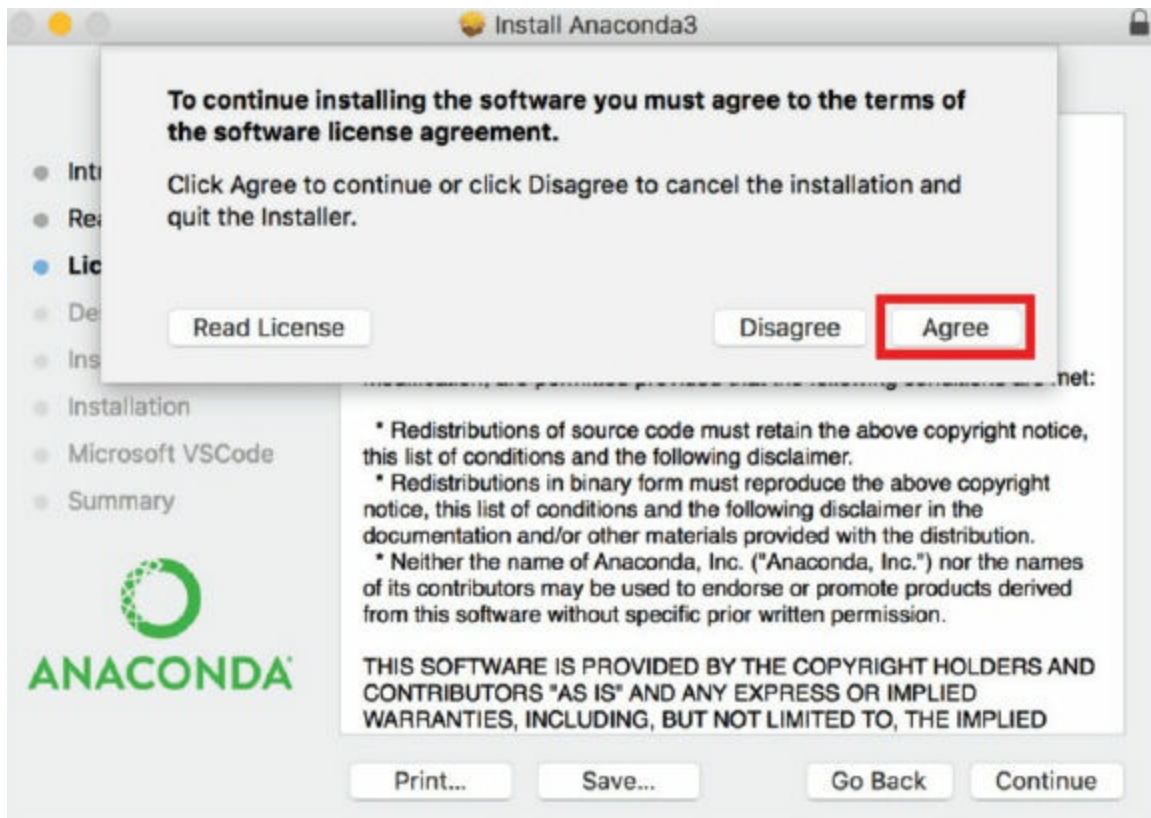 Install Anaconda3
To continue installing the software you must agree to the terms of
the software license agreement.
Click Agree to continue or click Disagree to cancel the installation and
quit the Installer.
Read License
Disagree
Agree
Int
Rea
Lic
De
Ins
Installation
Microsoft VSCode
Summary
ANACONDA
met:
* Redistributions of source code must retain the above copyright notice,
this list of conditions and the following disclaimer.
* Redistributions in binary form must reproduce the above copyright
notice, this list of conditions and the following disclaimer in the
documentation and/or other materials provided with the distribution.
* Neither the name of Anaconda, Inc. ("Anaconda, Inc.") nor the names
of its contributors may be used to endorse or promote products derived
from this software without specific prior written permission.
THIS SOFTWARE IS PROVIDED BY THE COPYRIGHT HOLDERS AND
CONTRIBUTORS "AS IS" AND ANY EXPRESS OR IMPLIED
WARRANTIES, INCLUDING, BUT NOT LIMITED TO, THE IMPLIED
Print...
Save...
Go Back
Continue